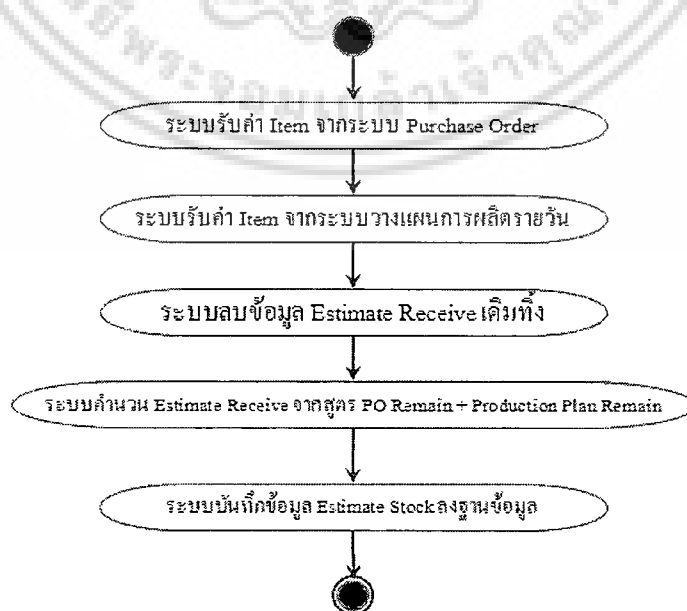 ระบบรับค่า Item จากระบบ Purchase Order
ระบบรับค่า Item จากระบบวางแผนการผลิตรายวัน
ระบบลบข้อมูล Estimate Receive เดิมทิ้ง
ระบบคำนวน Estimate Receive จากสูตร PO Remain + Production Plan Remain
ระบบบันทึกข้อมูล Estimate Stock ลงฐานข้อมูล